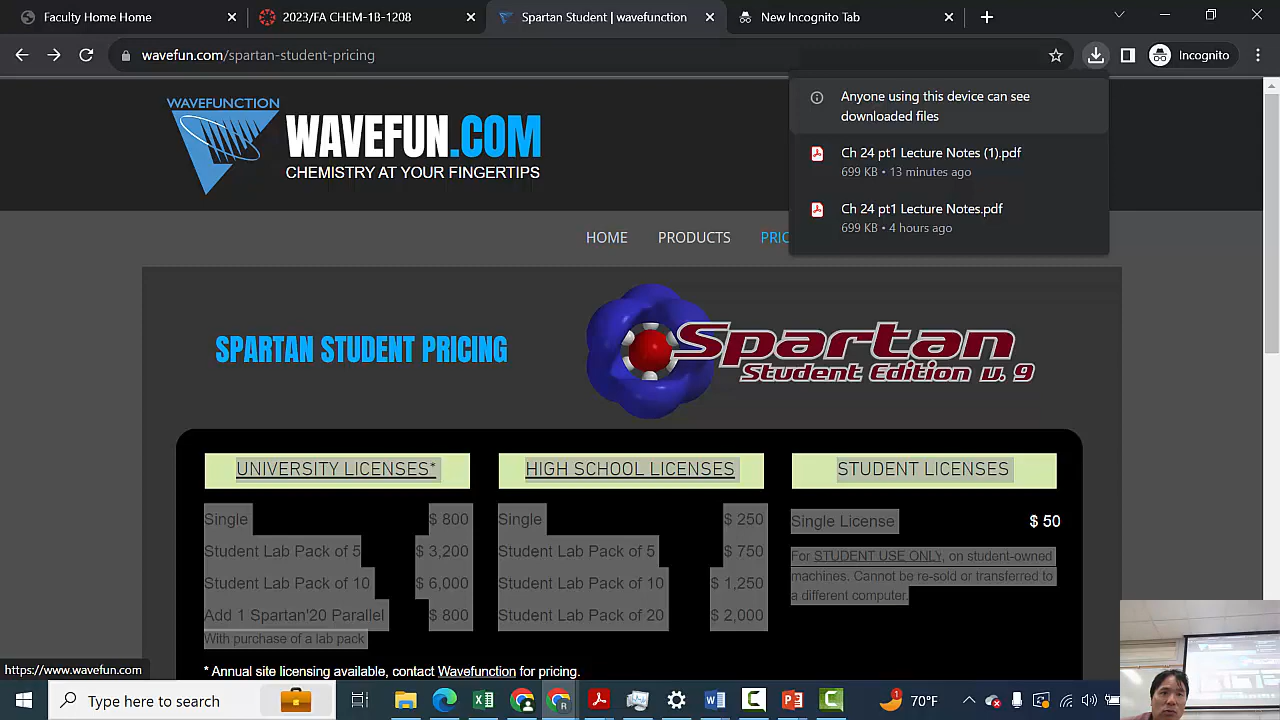 Faculty Home Home
2023/FA CHEM-1B-1208
Spartan Student | wavefunction
New Incognito Tab
wavefun.com/spartan-student-pricing
Incognito
Anyone using this device can see
downloaded files
Ch 24 pt1 Lecture Notes (1).pdf
699 KB • 13 minutes ago
Ch 24 pt1 Lecture Notes.pdf
699 KB • 4 hours ago
WAVEFUNCTION
WAVEFUN.COM
CHEMISTRY AT YOUR FINGERTIPS
HOME
PRODUCTS
PRIC
SPARTAN STUDENT PRICING
Spartan
Student Edition v. 9
UNIVERSITY LICENSES*
Single $ 800
Student Lab Pack of 5 $ 3,200
Student Lab Pack of 10 $ 6,000
Add 1 Spartan'20 Parallel $ 800
With purchase of a lab pack
HIGH SCHOOL LICENSES
Single $ 250
Student Lab Pack of 5 $ 750
Student Lab Pack of 10 $ 1,250
Student Lab Pack of 20 $ 2,000
STUDENT LICENSES
Single License $ 50
For STUDENT USE ONLY, on student-owned
machines. Cannot be re-sold or transferred to
a different computer.
* Annual site licensing available, contact Wavefunction for pricing.
https://www.wavefun.com
Type here to search
1
70°F